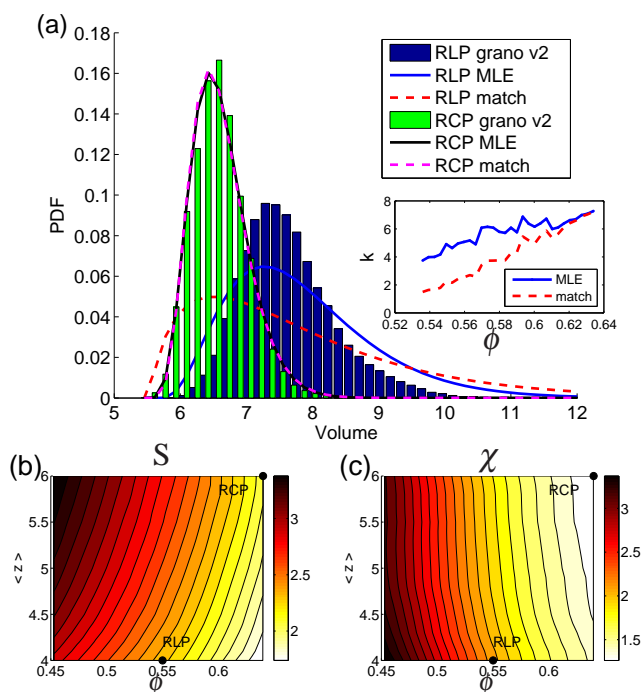 (a)
0.18
0.16
0.14
0.12
0.1
0.08
0.06
0.04
0.02
0
PDF
5 6 7 8 9 10 11 12
Volume
RLP grano v2
RLP MLE
RLP match
RCP grano v2
RCP MLE
RCP match
8
6
4
2
0
k
0.52 0.54 0.56 0.58 0.6 0.62 0.64
ϕ
MLE
match
(b) S
6
5.5
5
4.5
4
< z >
RCP
RLP
0.45 0.5 0.55 0.6
ϕ
3
2.5
2
(c) χ
6
5.5
5
4.5
4
< z >
RCP
RLP
0.45 0.5 0.55 0.6
ϕ
3
2.5
2
1.5